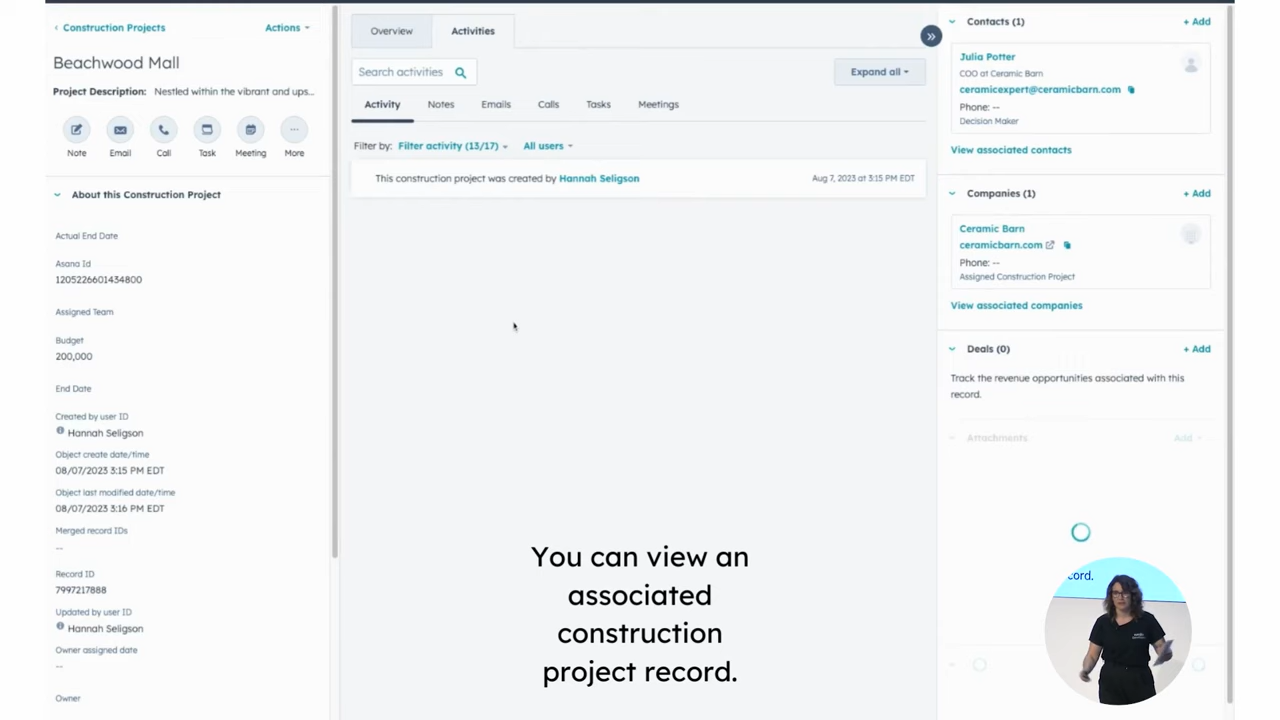 Construction Projects
Actions
Beachwood Mall
Project Description: Nestled within the vibrant and ups...
Note
Email
Call
Task
Meeting
More
About this Construction Project
Actual End Date
Asana Id
1205226601434800
Assigned Team
Budget
200,000
End Date
Created by user ID
Hannah Seligson
Object create date/time
08/07/2023 3:15 PM EDT
Object last modified date/time
08/07/2023 3:16 PM EDT
Merged record IDs
--
Record ID
7997217888
Updated by user ID
Hannah Seligson
Owner assigned date
--
Owner
Overview
Activities
Search activities
Expand all
Activity
Notes
Emails
Calls
Tasks
Meetings
Filter by: Filter activity (13/17)
All users
This construction project was created by Hannah Seligson
Aug 7, 2023 at 3:15 PM EDT
You can view an
associated
construction
project record.
Contacts (1)
+ Add
Julia Potter
COO at Ceramic Barn
ceramicexpert@ceramicbarn.com
Phone: --
Decision Maker
View associated contacts
Companies (1)
+ Add
Ceramic Barn
ceramicbarn.com
Phone: --
Assigned Construction Project
View associated companies
Deals (0)
+ Add
Track the revenue opportunities associated with this
record.
Attachments
Add
cord.